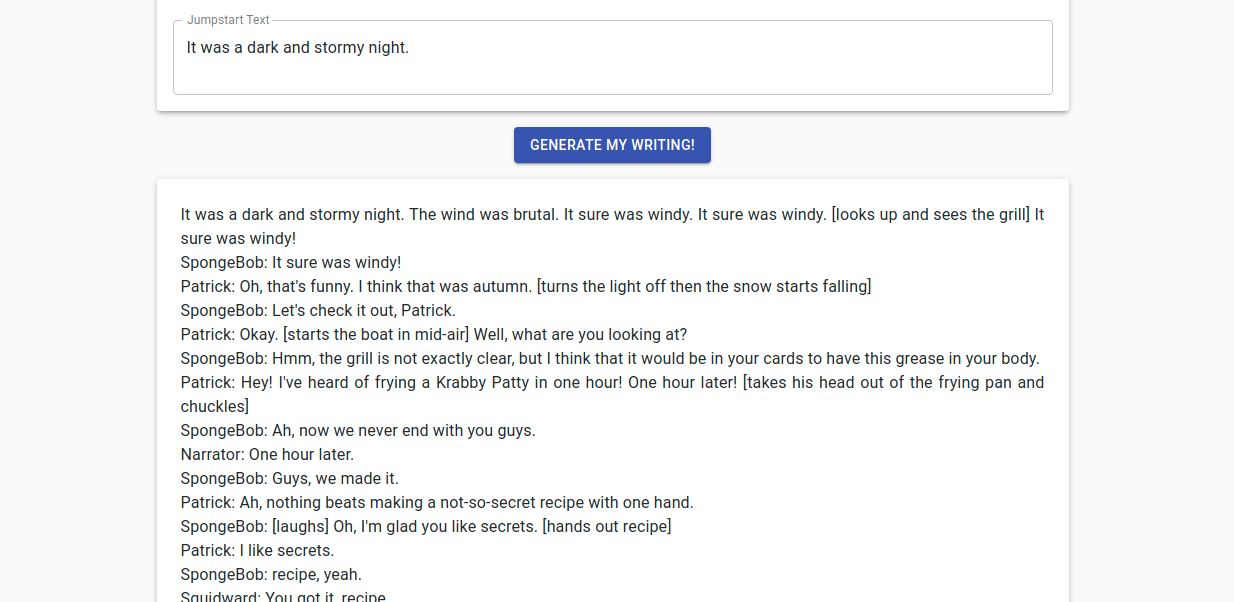 Jumpstart Text
It was a dark and stormy night.
GENERATE MY WRITING!
It was a dark and stormy night. The wind was brutal. It sure was windy. It sure was windy. [looks up and sees the grill] It
sure was windy!
SpongeBob: It sure was windy!
Patrick: Oh, that's funny. I think that was autumn. [turns the light off then the snow starts falling]
SpongeBob: Let's check it out, Patrick.
Patrick: Okay. [starts the boat in mid-air] Well, what are you looking at?
SpongeBob: Hmm, the grill is not exactly clear, but I think that it would be in your cards to have this grease in your body.
Patrick: Hey! I've heard of frying a Krabby Patty in one hour! One hour later! [takes his head out of the frying pan and
chuckles]
SpongeBob: Ah, now we never end with you guys.
Narrator: One hour later.
SpongeBob: Guys, we made it.
Patrick: Ah, nothing beats making a not-so-secret recipe with one hand.
SpongeBob: [laughs] Oh, I'm glad you like secrets. [hands out recipe]
Patrick: I like secrets.
SpongeBob: recipe, yeah.
Squidward: You got it, recipe